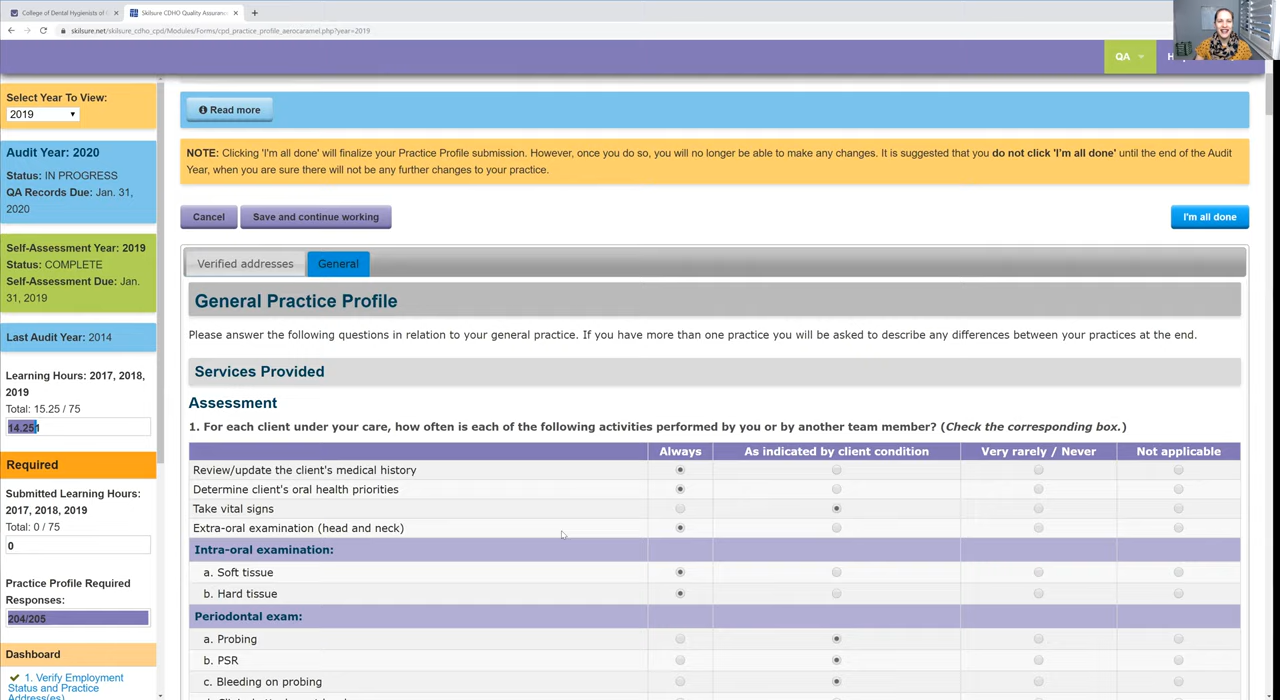 College of Dental Hygienists of C
Skilsure CDHO Quality Assuranc
skilsure.net/skilsure_cdho_cpd/Modules/Forms/cpd_practice_profile_aerocaramel.php?year=2019
QA
Select Year To View:
2019
Audit Year: 2020
Status: IN PROGRESS
QA Records Due: Jan. 31,
2020
Self-Assessment Year: 2019
Status: COMPLETE
Self-Assessment Due: Jan.
31, 2019
Last Audit Year: 2014
Learning Hours: 2017, 2018,
2019
Total: 15.25 / 75
14.25
Required
Submitted Learning Hours:
2017, 2018, 2019
Total: 0 / 75
0
Practice Profile Required
Responses:
204/205
Dashboard
1. Verify Employment
Status and Practice
Address(es)
Read more
NOTE: Clicking 'I'm all done' will finalize your Practice Profile submission. However, once you do so, you will no longer be able to make any changes. It is suggested that you do not click 'I'm all done' until the end of the Audit
Year, when you are sure there will not be any further changes to your practice.
Cancel
Save and continue working
I'm all done
Verified addresses
General
General Practice Profile
Please answer the following questions in relation to your general practice. If you have more than one practice you will be asked to describe any differences between your practices at the end.
Services Provided
Assessment
1. For each client under your care, how often is each of the following activities performed by you or by another team member? (Check the corresponding box.)
Always As indicated by client condition Very rarely / Never Not applicable
Review/update the client's medical history
Determine client's oral health priorities
Take vital signs
Extra-oral examination (head and neck)
Intra-oral examination:
a. Soft tissue
b. Hard tissue
Periodontal exam:
a. Probing
b. PSR
c. Bleeding on probing